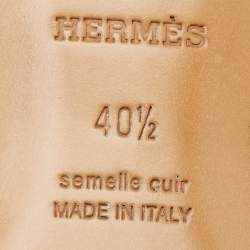 HERMÈS
40½
semelle cuir
MADE IN ITALY